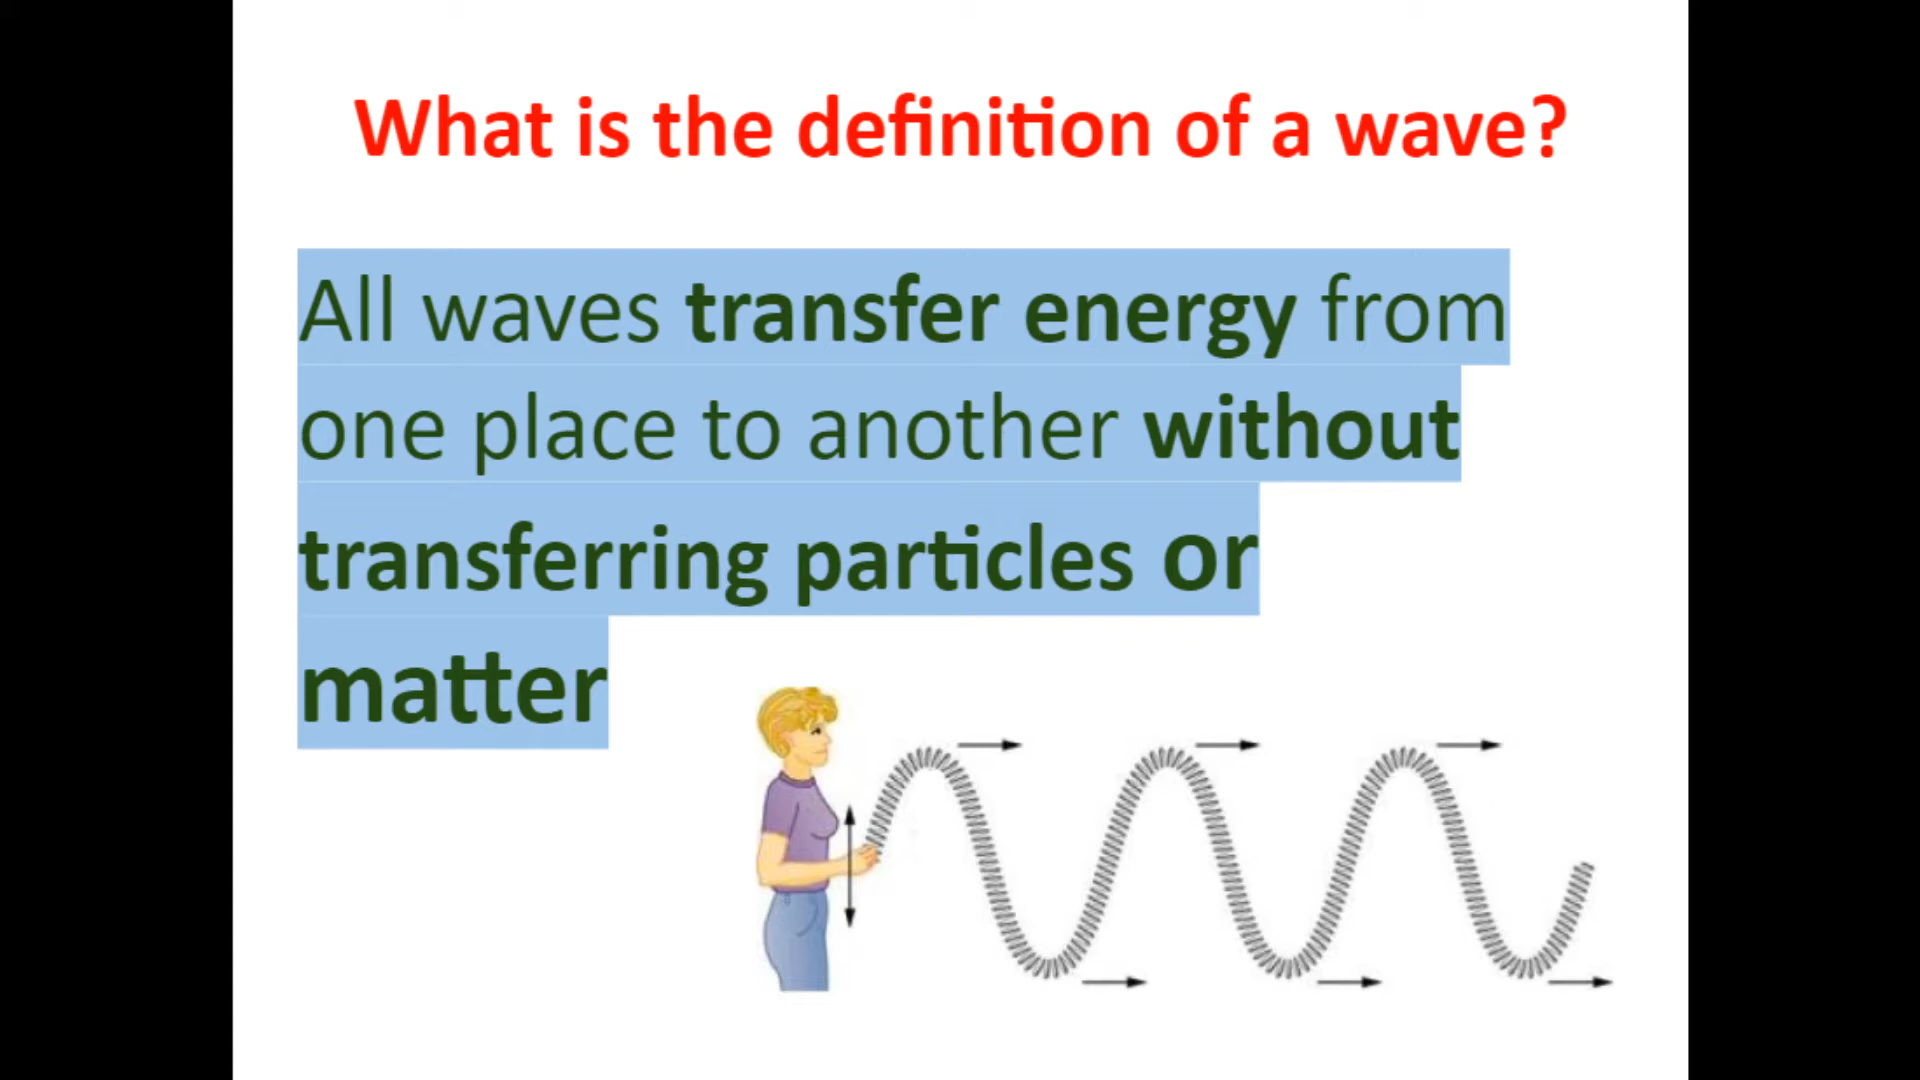 What is the definition of a wave?
All waves transfer energy from
one place to another without
transferring particles or
matter